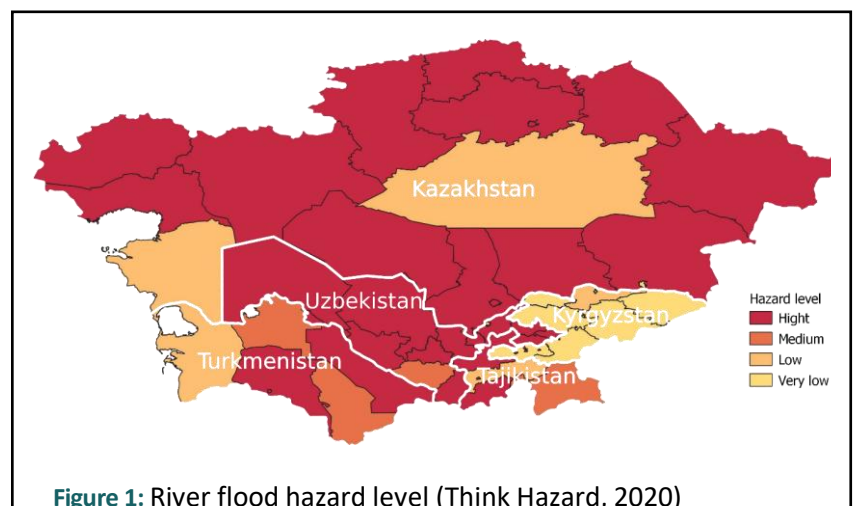 Kazakhstan
Uzbekistan
Kyrgyzstan
Turkmenistan
Tajikistan
Hazard level
Hight
Medium
Low
Very low
Figure 1: River flood hazard level (Think Hazard, 2020)